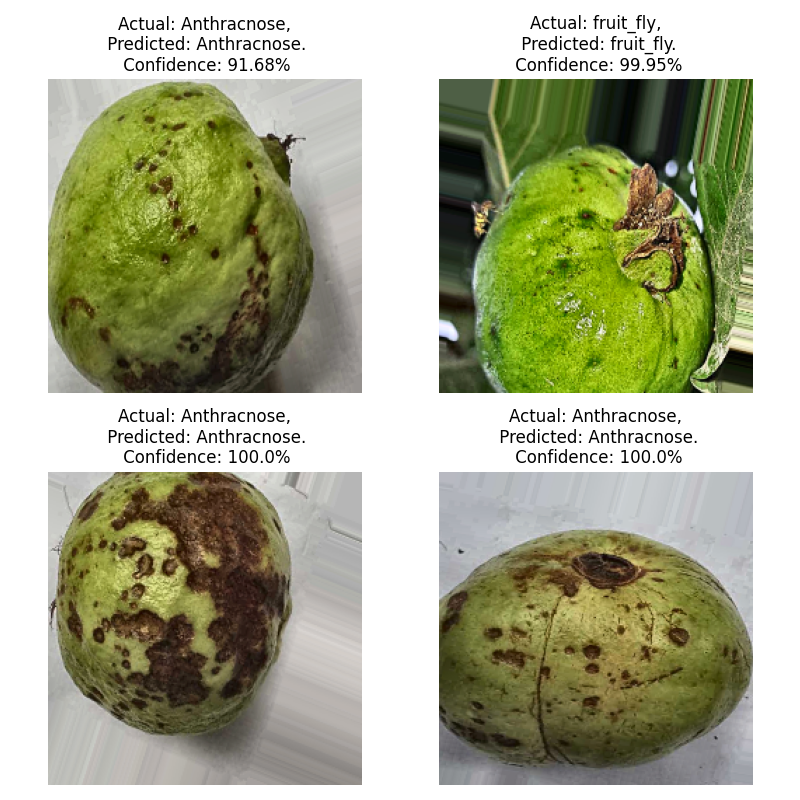 Actual: Anthracnose,
Predicted: Anthracnose.
Confidence: 91.68%
Actual: fruit_fly,
Predicted: fruit_fly.
Confidence: 99.95%
Actual: Anthracnose,
Predicted: Anthracnose.
Confidence: 100.0%
Actual: Anthracnose,
Predicted: Anthracnose.
Confidence: 100.0%